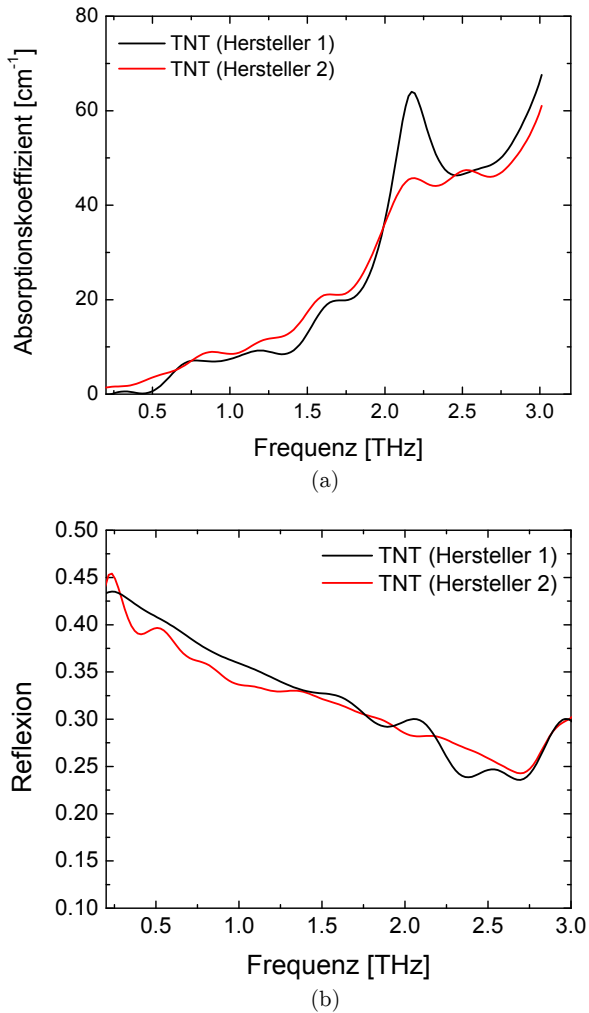 80
60
40
20
0
Absorptionskoeffizient [cm⁻¹]
TNT (Hersteller 1)
TNT (Hersteller 2)
0.5 1.0 1.5 2.0 2.5 3.0
Frequenz [THz]
(a)
0.50
0.45
0.40
0.35
0.30
0.25
0.20
0.15
0.10
Reflexion
TNT (Hersteller 1)
TNT (Hersteller 2)
0.5 1.0 1.5 2.0 2.5 3.0
Frequenz [THz]
(b)